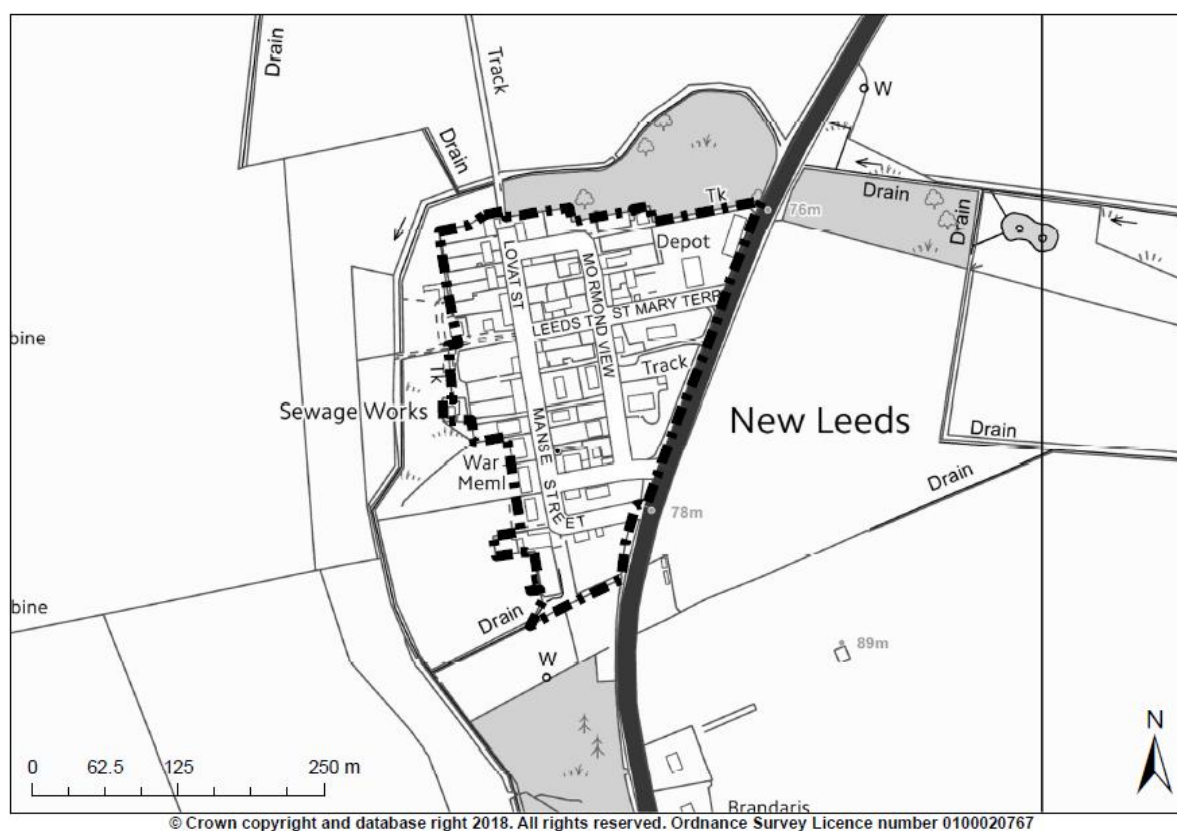 Drain
Track
Drain
W
Drain
Drain
Tk
76m
Depot
LOVAT ST
MORMOND VIEW
LEEDS T
ST MARY TERR
bine
Tk
Track
Sewage Works
New Leeds
MANSE STREET
War
Meml
Drain
Drain
ET
78m
bine
Drain
W
89m
N
0 62.5 125 250 m
Brandaris
© Crown copyright and database right 2018. All rights reserved. Ordnance Survey Licence number 0100020767